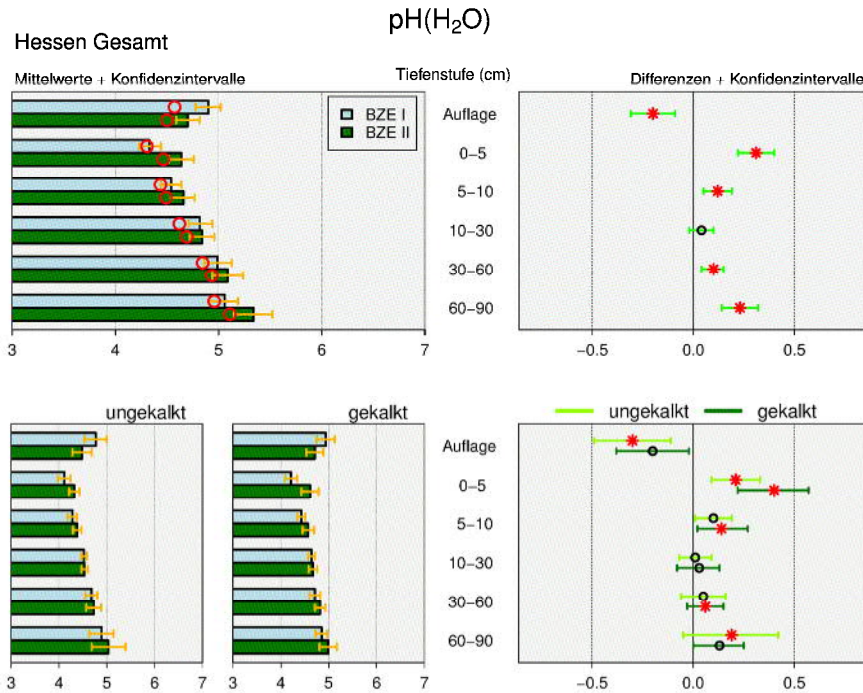 pH(H₂O)
Hessen Gesamt
Mittelwerte + Konfidenzintervalle
Tiefenstufe (cm)
Differenzen + Konfidenzintervalle
BZE I
BZE II
Auflage
0–5
5–10
10–30
30–60
60–90
3 4 5 6 7
−0.5 0.0 0.5
ungekalkt
gekalkt
ungekalkt gekalkt
Auflage
0–5
5–10
10–30
30–60
60–90
3 4 5 6 7
3 4 5 6 7
−0.5 0.0 0.5